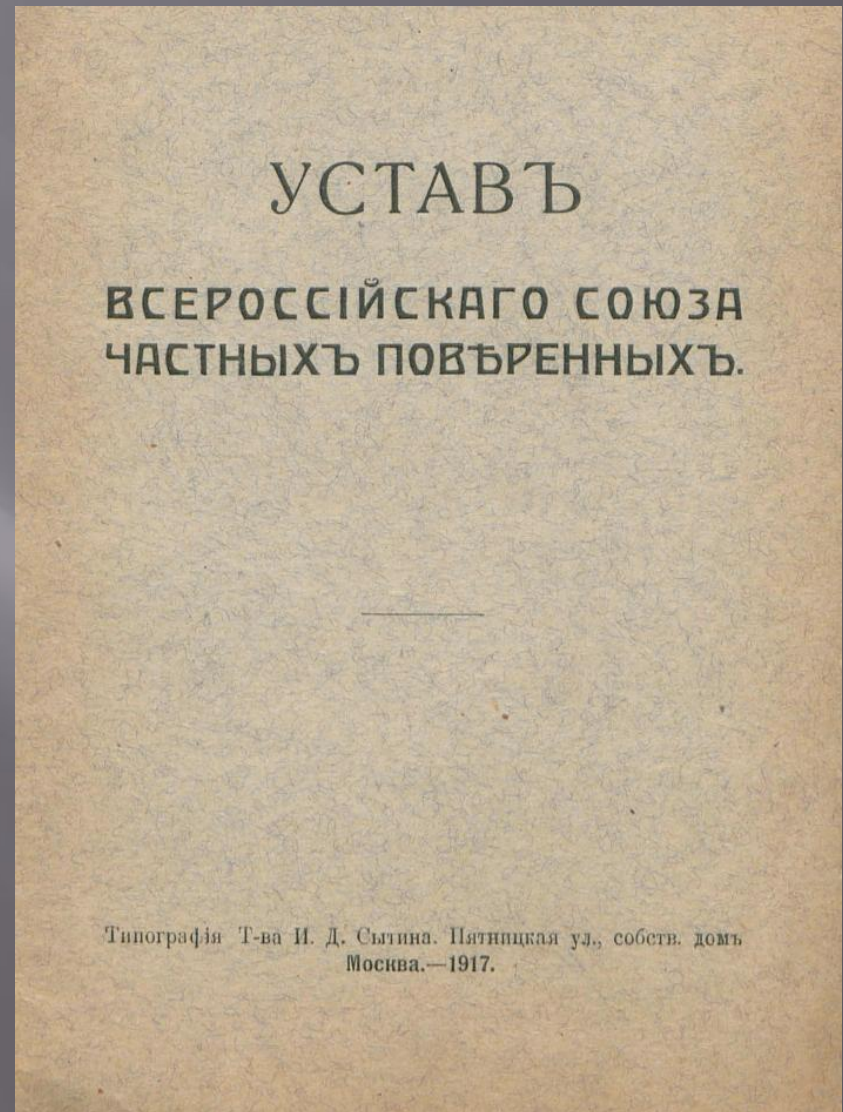 УСТАВЪ
ВСЕРОССІЙСКАГО СОЮЗА
ЧАСТНЫХЪ ПОВѢРЕННЫХЪ.
Типографія Т-ва И. Д. Сытина. Пятницкая ул., собств. домъ
Москва.—1917.